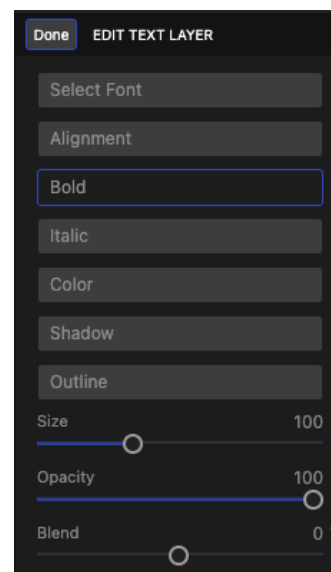 Done EDIT TEXT LAYER
Select Font
Alignment
Bold
Italic
Color
Shadow
Outline
Size 100
Opacity 100
Blend 0